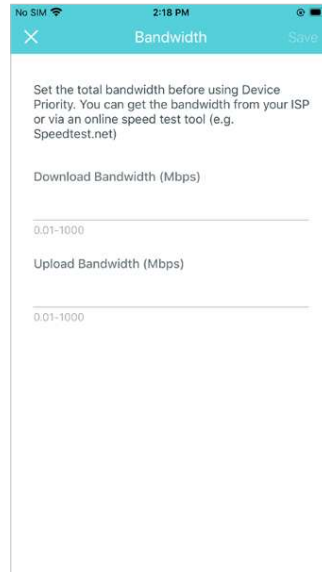 No SIM 2:18 PM
Bandwidth Save
Set the total bandwidth before using Device
Priority. You can get the bandwidth from your ISP
or via an online speed test tool (e.g.
Speedtest.net)
Download Bandwidth (Mbps)
0.01-1000
Upload Bandwidth (Mbps)
0.01-1000